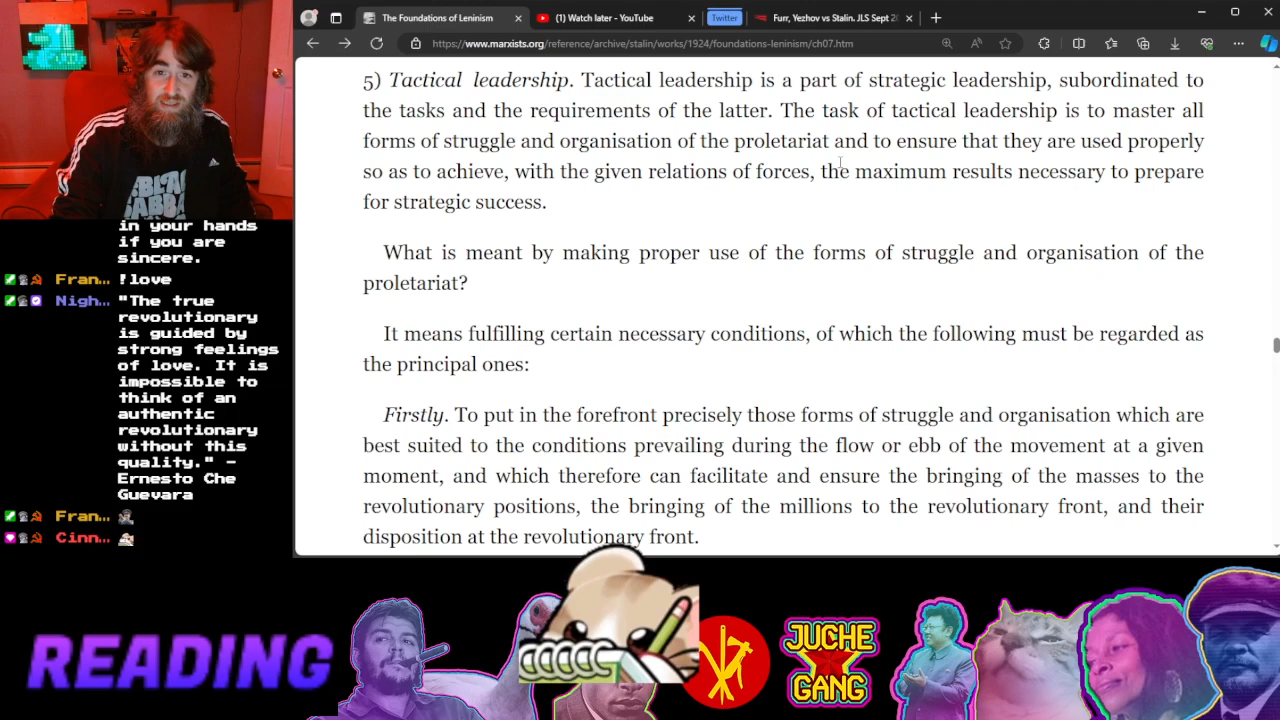 The Foundations of Leninism
(1) Watch later - YouTube
Twitter
Furr, Yezhov vs Stalin. JLS Sept 20
https://www.marxists.org/reference/archive/stalin/works/1924/foundations-leninism/ch07.htm
5) Tactical leadership. Tactical leadership is a part of strategic leadership, subordinated to
the tasks and the requirements of the latter. The task of tactical leadership is to master all
forms of struggle and organisation of the proletariat and to ensure that they are used properly
so as to achieve, with the given relations of forces, the maximum results necessary to prepare
for strategic success.
What is meant by making proper use of the forms of struggle and organisation of the
proletariat?
It means fulfilling certain necessary conditions, of which the following must be regarded as
the principal ones:
Firstly. To put in the forefront precisely those forms of struggle and organisation which are
best suited to the conditions prevailing during the flow or ebb of the movement at a given
moment, and which therefore can facilitate and ensure the bringing of the masses to the
revolutionary positions, the bringing of the millions to the revolutionary front, and their
disposition at the revolutionary front.
in your hands
if you are
sincere.
Fran... !love
Nigh... "The true
revolutionary
is guided by
strong feelings
of love. It is
impossible to
think of an
authentic
revolutionary
without this
quality." -
Ernesto Che
Guevara
Fran...
Cinn...
READING
JUCHE
GANG